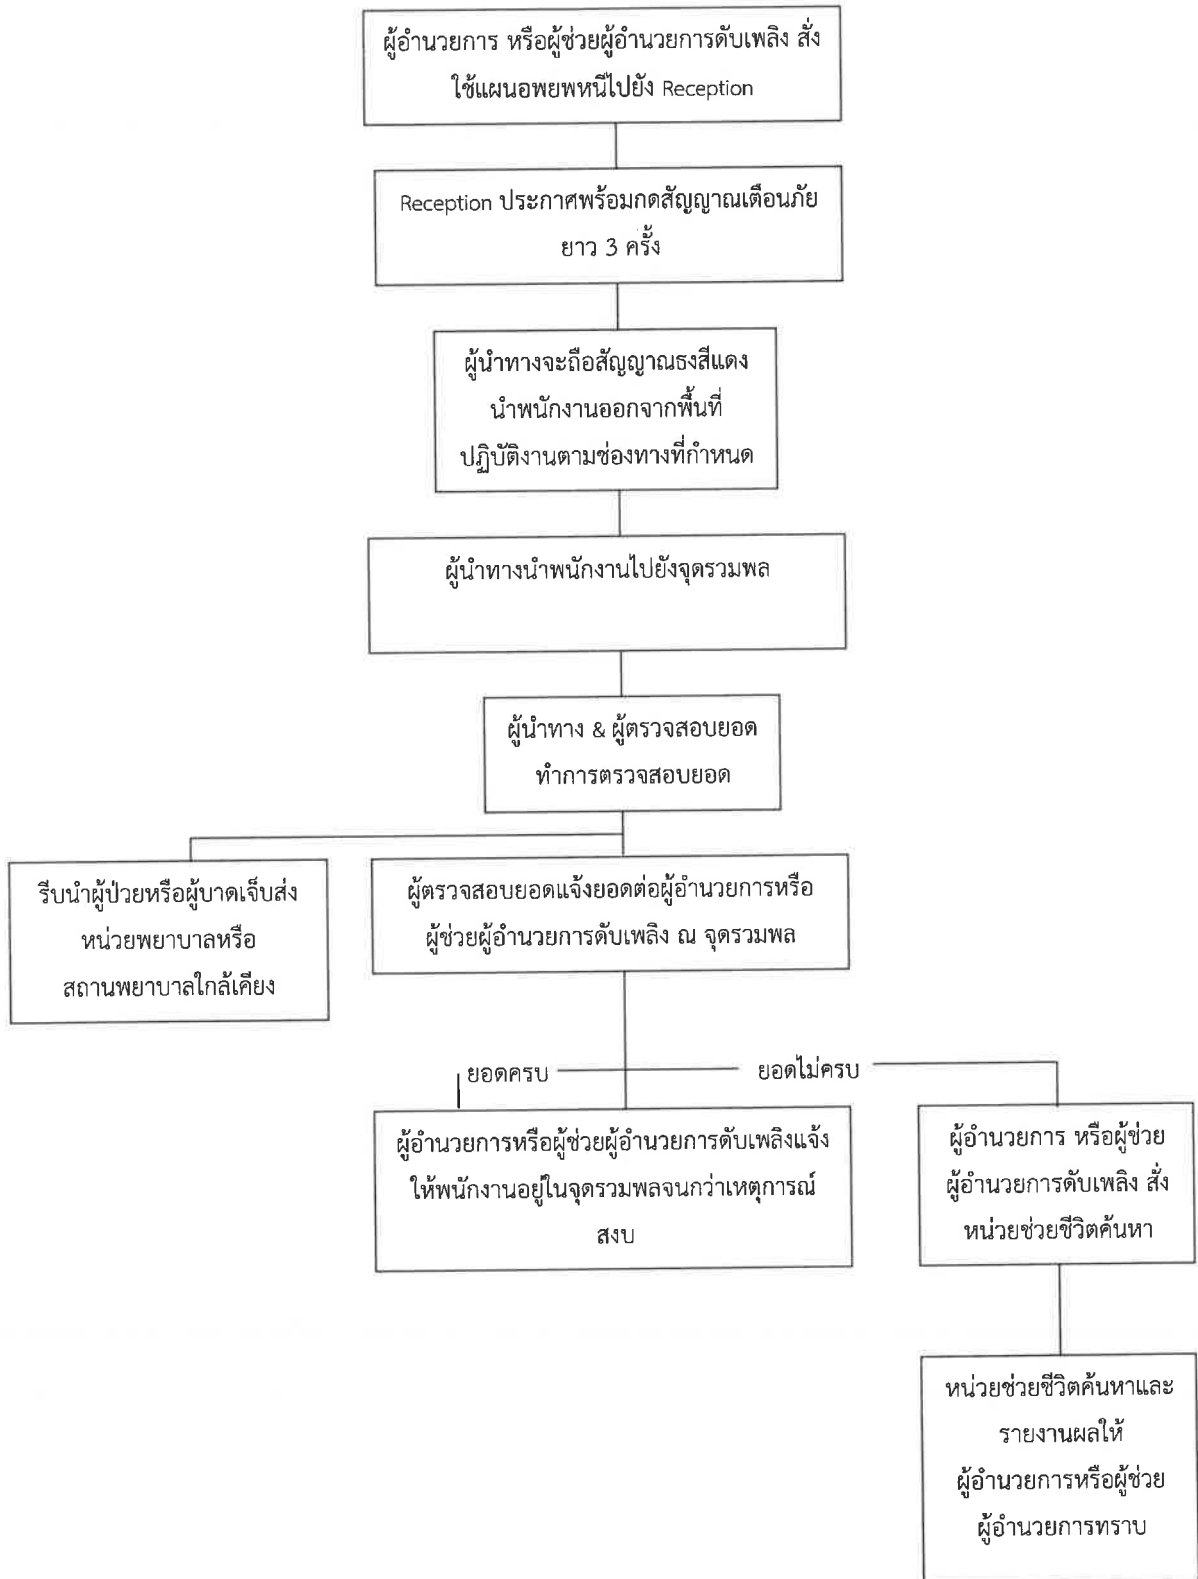 ผู้อำนวยการ หรือผู้ช่วยผู้อำนวยการดับเพลิง สั่ง
ใช้แผนอพยพหนีไปยัง Reception
Reception ประกาศพร้อมกดสัญญาณเตือนภัย
ยาว 3 ครั้ง
ผู้นำทางจะถือสัญญาณธงสีแดง
นำพนักงานออกจากพื้นที่
ปฏิบัติงานตามช่องทางที่กำหนด
ผู้นำทางนำพนักงานไปยังจุดรวมพล
ผู้นำทาง & ผู้ตรวจสอบยอด
ทำการตรวจสอบยอด
รีบนำผู้ป่วยหรือผู้บาดเจ็บส่ง
หน่วยพยาบาลหรือ
สถานพยาบาลใกล้เคียง
ผู้ตรวจสอบยอดแจ้งยอดต่อผู้อำนวยการหรือ
ผู้ช่วยผู้อำนวยการดับเพลิง ณ จุดรวมพล
ยอดครบ
ยอดไม่ครบ
ผู้อำนวยการหรือผู้ช่วยผู้อำนวยการดับเพลิงแจ้ง
ให้พนักงานอยู่ในจุดรวมพลจนกว่าเหตุการณ์
สงบ
ผู้อำนวยการ หรือผู้ช่วย
ผู้อำนวยการดับเพลิง สั่ง
หน่วยช่วยชีวิตค้นหา
หน่วยช่วยชีวิตค้นหาและ
รายงานผลให้
ผู้อำนวยการหรือผู้ช่วย
ผู้อำนวยการทราบ